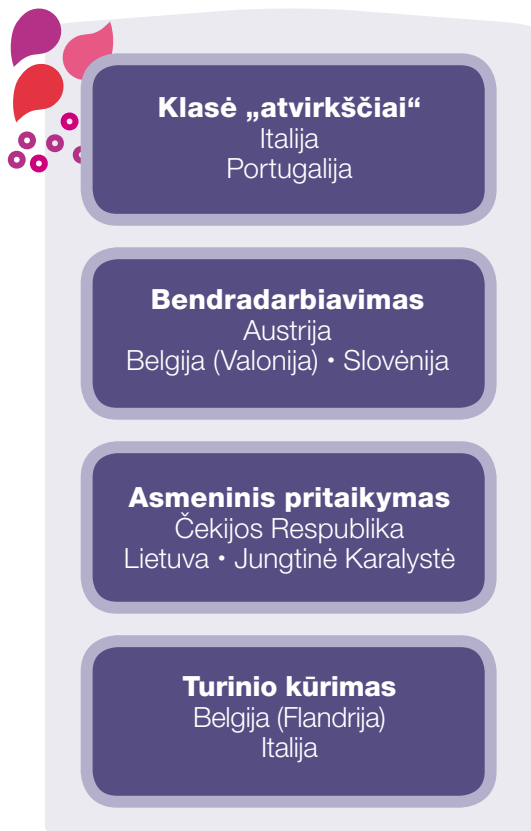 Klasė „atvirkščiai“
Italija
Portugalija
Bendradarbiavimas
Austrija
Belgija (Valonija) • Slovėnija
Asmeninis pritaikymas
Čekijos Respublika
Lietuva • Jungtinė Karalystė
Turinio kūrimas
Belgija (Flandrija)
Italija